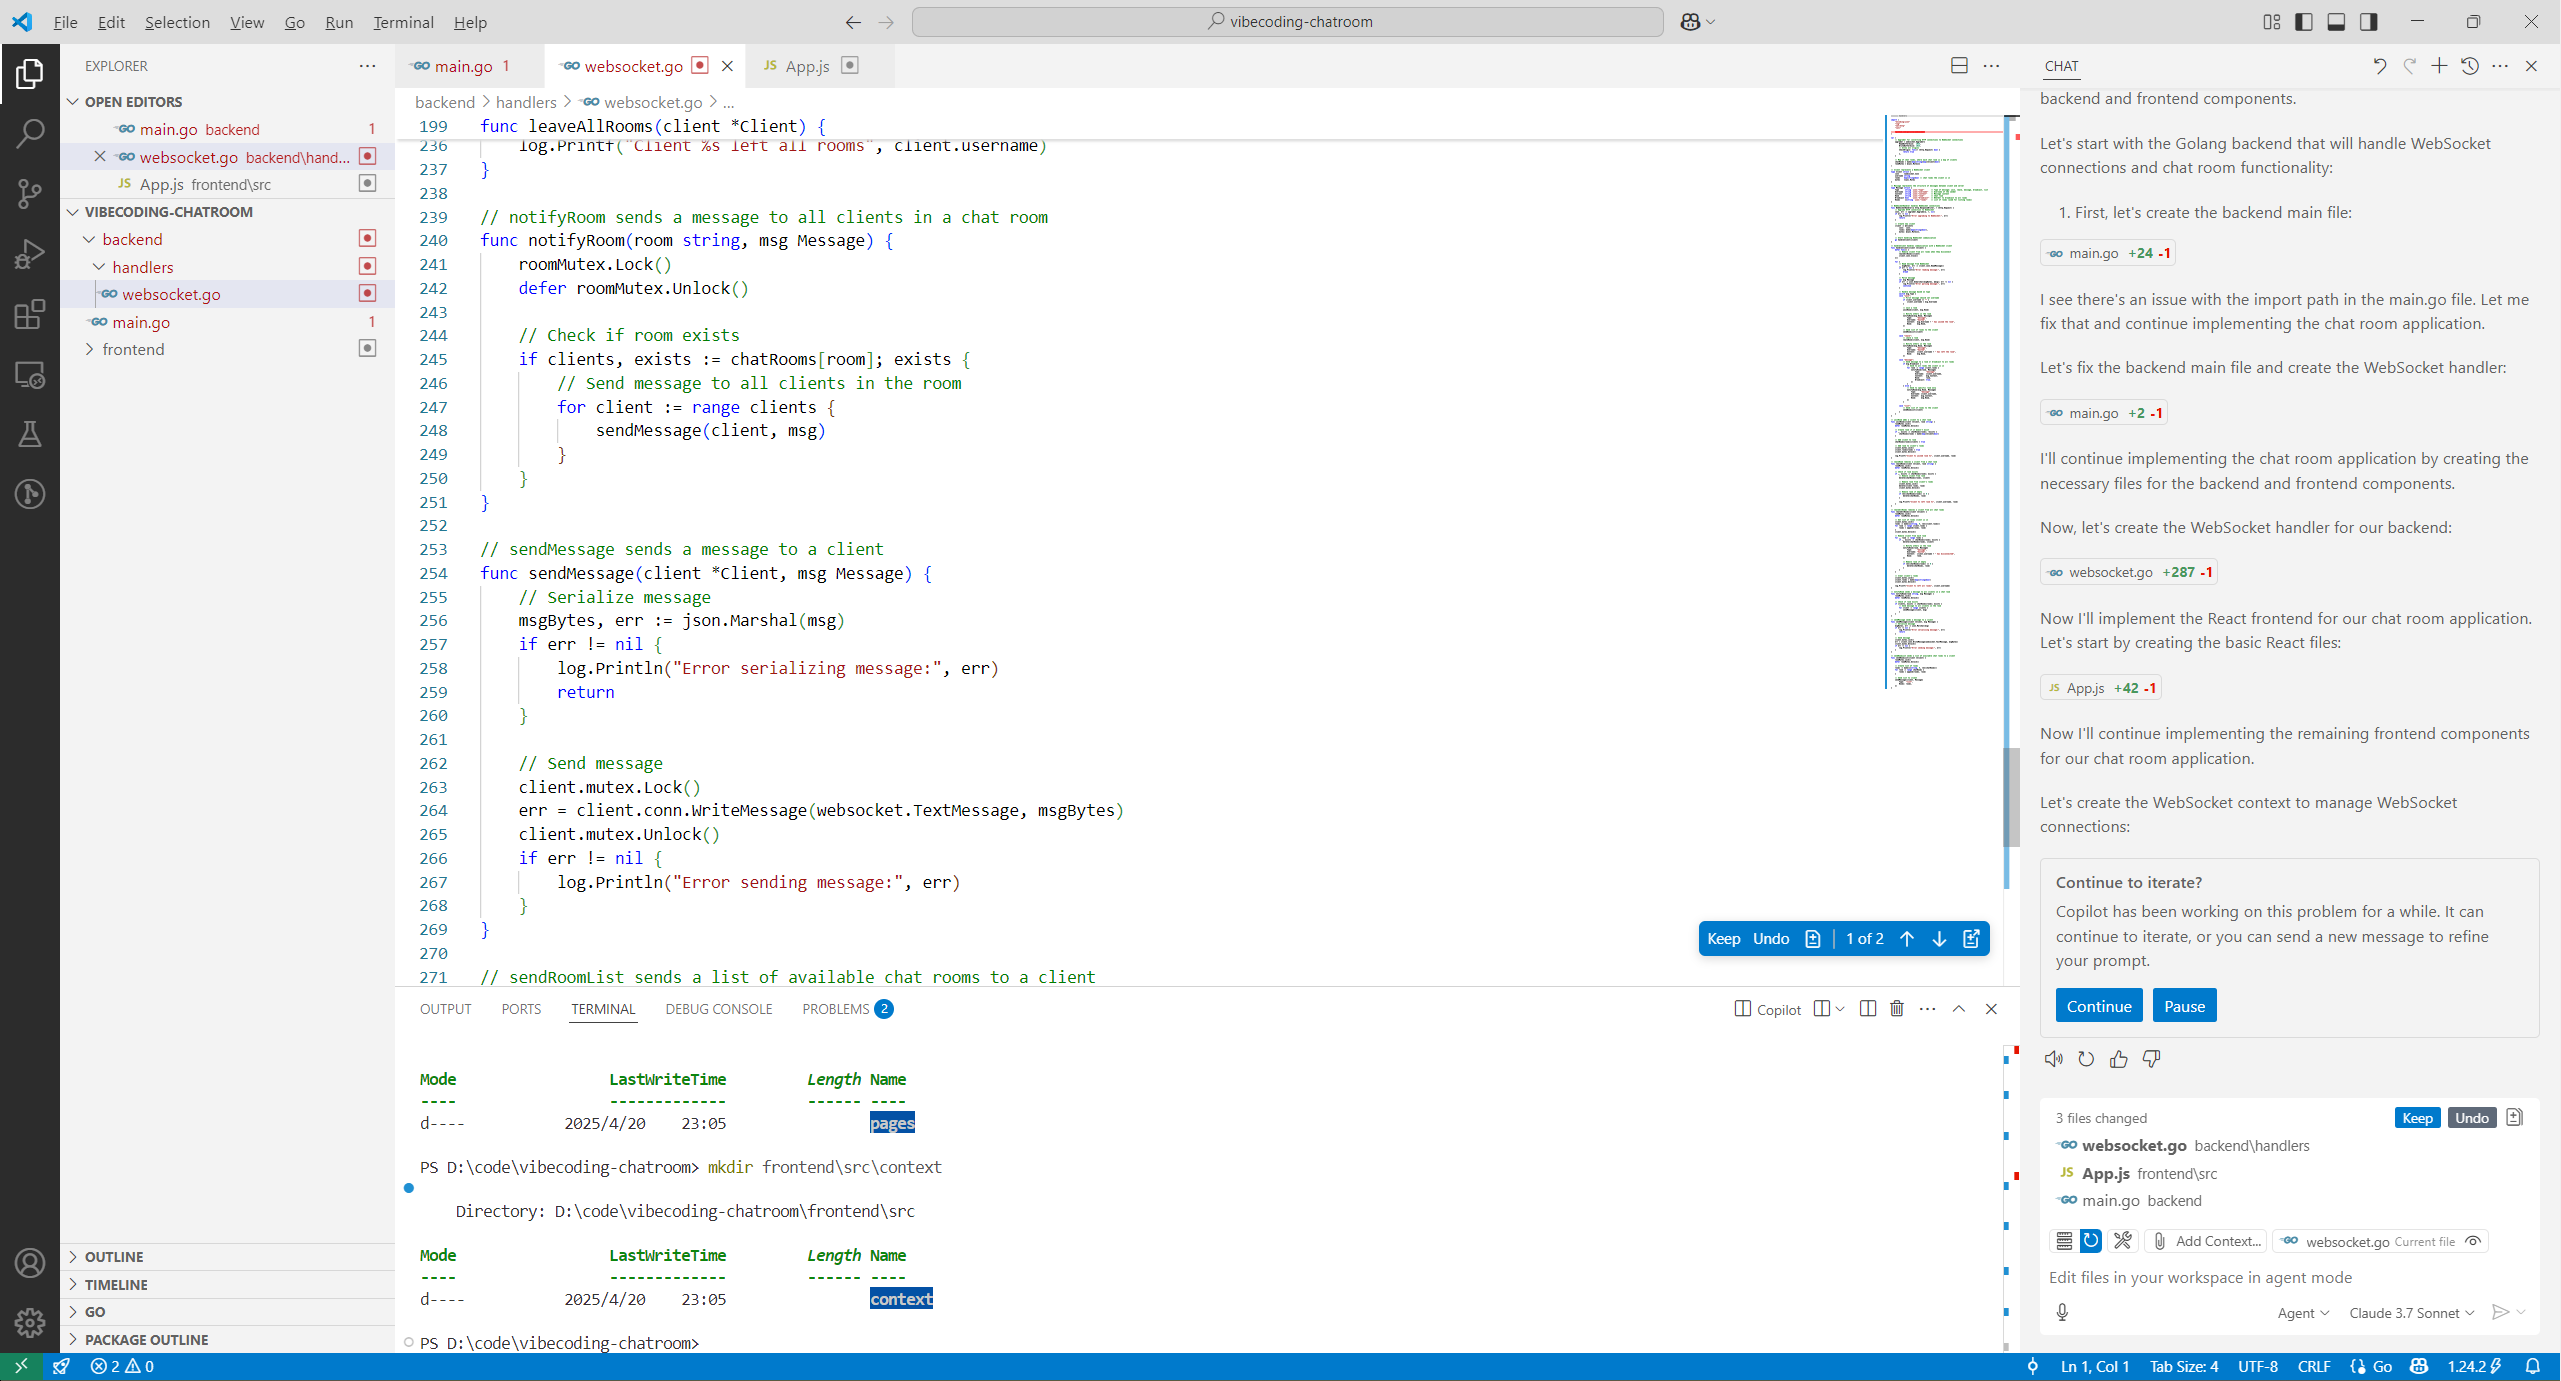 File Edit Selection View Go Run Terminal Help
vibecoding-chatroom
EXPLORER
OPEN EDITORS
main.go backend 1
websocket.go backend\hand...
App.js frontend\src
VIBECODING-CHATROOM
backend
handlers
websocket.go
main.go 1
frontend
OUTLINE
TIMELINE
GO
PACKAGE OUTLINE
main.go 1
websocket.go
App.js
backend > handlers > websocket.go > ...
199 func leaveAllRooms(client *Client) {
236 log.Printf("Client %s left all rooms", client.username)
237 }
238
239 // notifyRoom sends a message to all clients in a chat room
240 func notifyRoom(room string, msg Message) {
241 roomMutex.Lock()
242 defer roomMutex.Unlock()
243
244 // Check if room exists
245 if clients, exists := chatRooms[room]; exists {
246 // Send message to all clients in the room
247 for client := range clients {
248 sendMessage(client, msg)
249 }
250 }
251 }
252
253 // sendMessage sends a message to a client
254 func sendMessage(client *Client, msg Message) {
255 // Serialize message
256 msgBytes, err := json.Marshal(msg)
257 if err != nil {
258 log.Println("Error serializing message:", err)
259 return
260 }
261
262 // Send message
263 client.mutex.Lock()
264 err = client.conn.WriteMessage(websocket.TextMessage, msgBytes)
265 client.mutex.Unlock()
266 if err != nil {
267 log.Println("Error sending message:", err)
268 }
269 }
270
271 // sendRoomList sends a list of available chat rooms to a client
Keep Undo 1 of 2
OUTPUT PORTS TERMINAL DEBUG CONSOLE PROBLEMS 2
Copilot
Mode LastWriteTime Length Name
---- ------------- ------ ----
d---- 2025/4/20 23:05 pages
PS D:\code\vibecoding-chatroom> mkdir frontend\src\context
Directory: D:\code\vibecoding-chatroom\frontend\src
Mode LastWriteTime Length Name
---- ------------- ------ ----
d---- 2025/4/20 23:05 context
PS D:\code\vibecoding-chatroom>
CHAT
backend and frontend components.
Let's start with the Golang backend that will handle WebSocket
connections and chat room functionality:
1. First, let's create the backend main file:
main.go +24 -1
I see there's an issue with the import path in the main.go file. Let me
fix that and continue implementing the chat room application.
Let's fix the backend main file and create the WebSocket handler:
main.go +2 -1
I'll continue implementing the chat room application by creating the
necessary files for the backend and frontend components.
Now, let's create the WebSocket handler for our backend:
websocket.go +287 -1
Now I'll implement the React frontend for our chat room application.
Let's start by creating the basic React files:
App.js +42 -1
Now I'll continue implementing the remaining frontend components
for our chat room application.
Let's create the WebSocket context to manage WebSocket
connections:
Continue to iterate?
Copilot has been working on this problem for a while. It can
continue to iterate, or you can send a new message to refine
your prompt.
Continue Pause
3 files changed Keep Undo
websocket.go backend\handlers
App.js frontend\src
main.go backend
Add Context... websocket.go Current file
Edit files in your workspace in agent mode
Agent Claude 3.7 Sonnet
2 0
Ln 1, Col 1 Tab Size: 4 UTF-8 CRLF Go 1.24.2